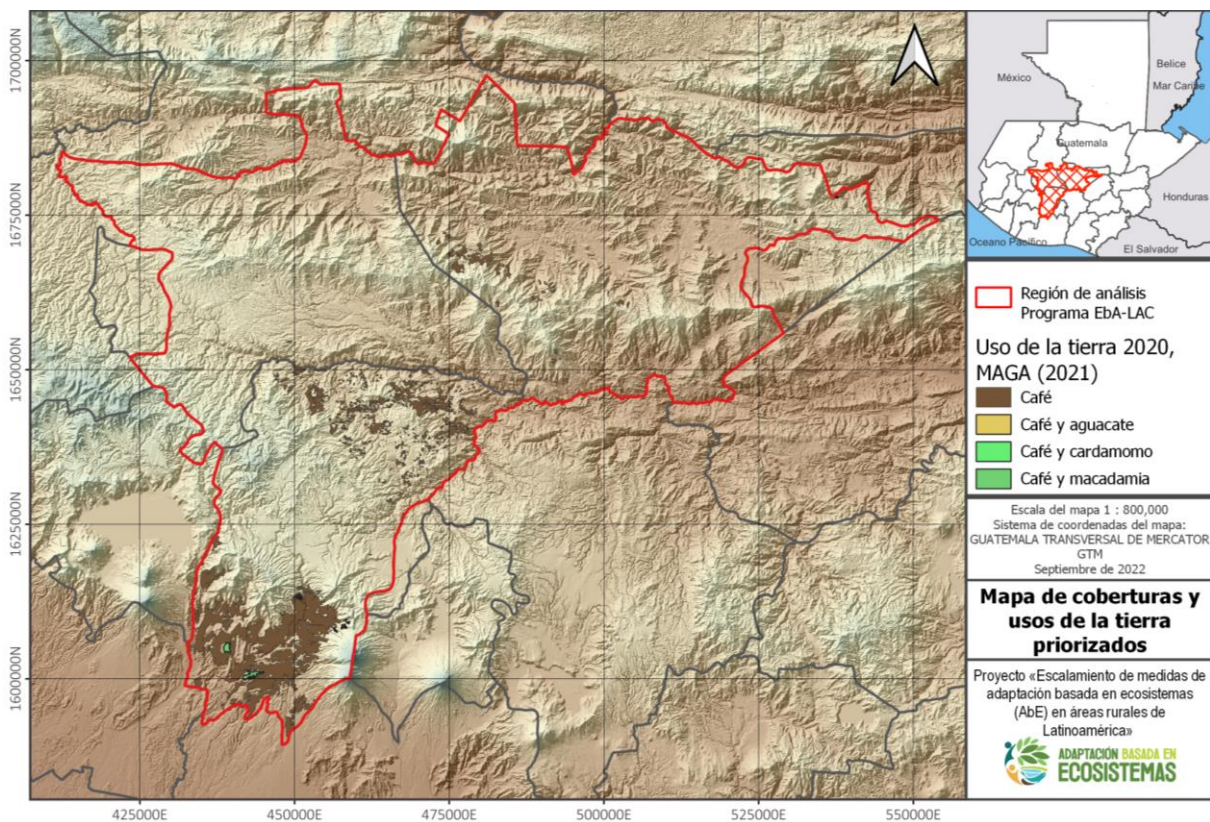 1700000N
1675000N
1650000N
1625000N
1600000N
425000E
450000E
475000E
500000E
525000E
550000E
México
Belice
Mar Caribe
Guatemala
Honduras
Oceano Pacífico
El Salvador
Región de análisis
Programa EbA-LAC
Uso de la tierra 2020,
MAGA (2021)
Café
Café y aguacate
Café y cardamomo
Café y macadamia
Escala del mapa 1 : 800,000
Sistema de coordenadas del mapa:
GUATEMALA TRANSVERSAL DE MERCATOR
GTM
Septiembre de 2022
Mapa de coberturas y
usos de la tierra
priorizados
Proyecto «Escalamiento de medidas de
adaptación basada en ecosistemas
(AbE) en áreas rurales de
Latinoamérica»
ADAPTACIÓN BASADA EN
ECOSISTEMAS